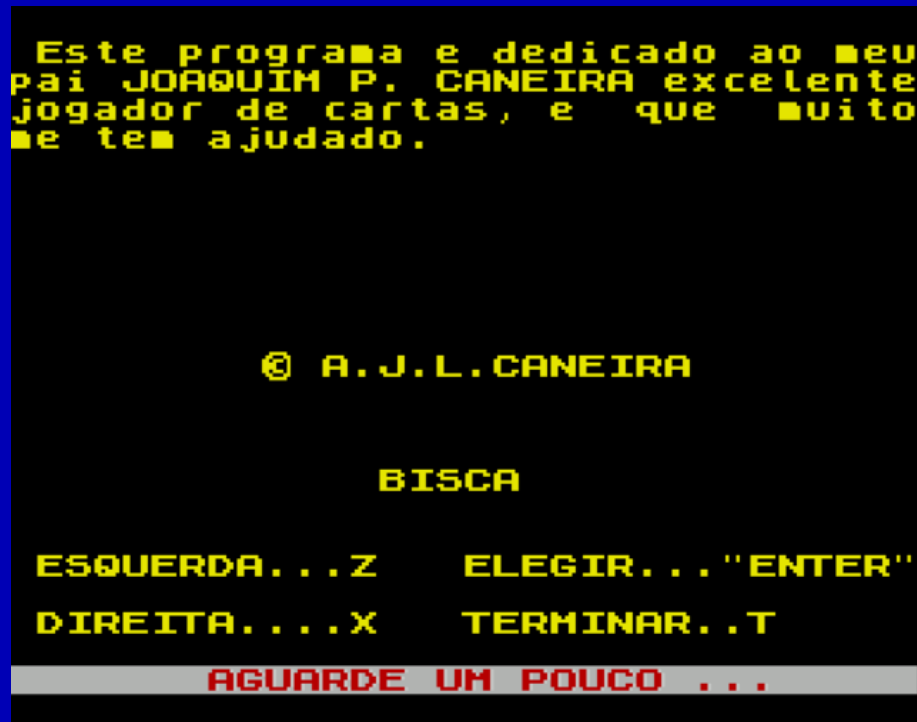 Este programa e dedicado ao meu
pai JOAQUIM P. CANEIRA excelente
jogador de cartas, e que muito
me tem ajudado.
© A.J.L.CANEIRA
BISCA
ESQUERDA...Z ELEGIR..."ENTER"
DIREITA....X TERMINAR..T
AGUARDE UM POUCO ...